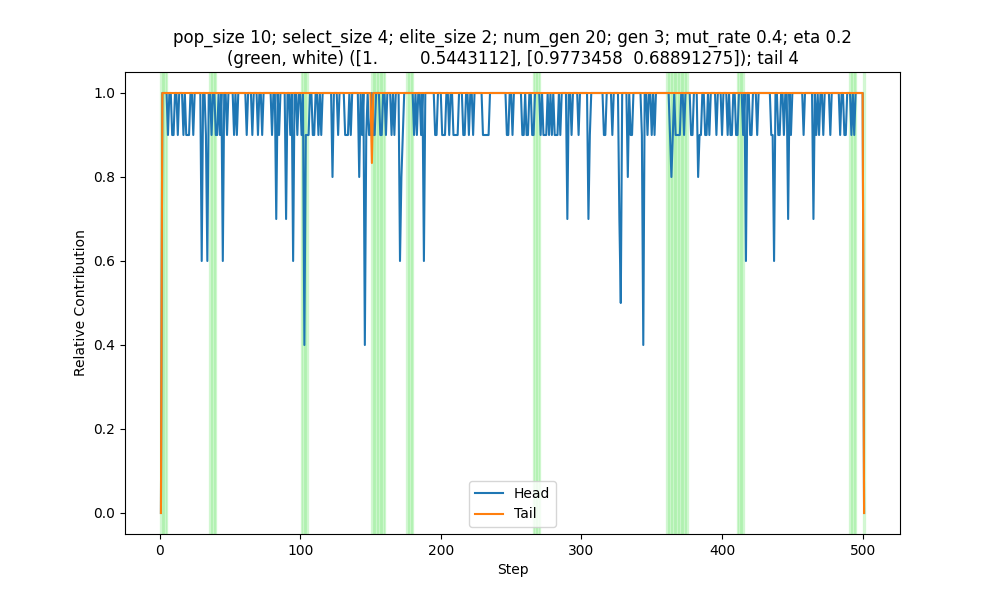 pop_size 10; select_size 4; elite_size 2; num_gen 20; gen 3; mut_rate 0.4; eta 0.2
(green, white) ([1. 0.5443112], [0.9773458 0.68891275]); tail 4
1.0
0.8
0.6
0.4
0.2
0.0
Relative Contribution
Head
Tail
0 100 200 300 400 500
Step